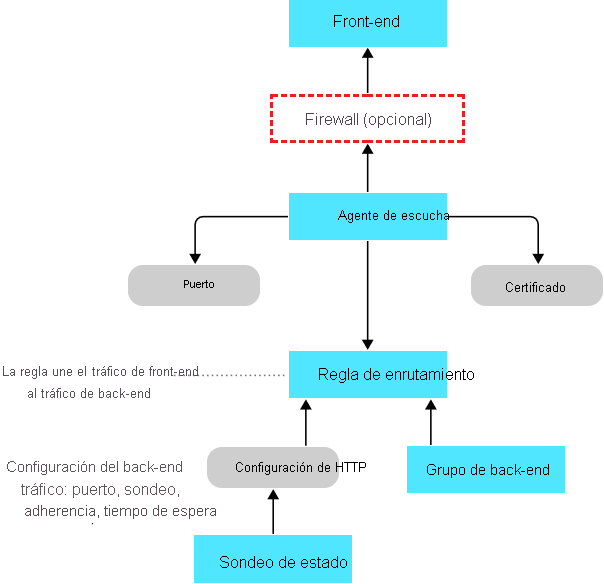 Front-end
Firewall (opcional)
Agente de escucha
Puerto
Certificado
La regla une el tráfico de front-end
al tráfico de back-end
Regla de enrutamiento
Configuración del back-end
tráfico: puerto, sondeo,
adherencia, tiempo de espera
Configuración de HTTP
Grupo de back-end
Sondeo de estado